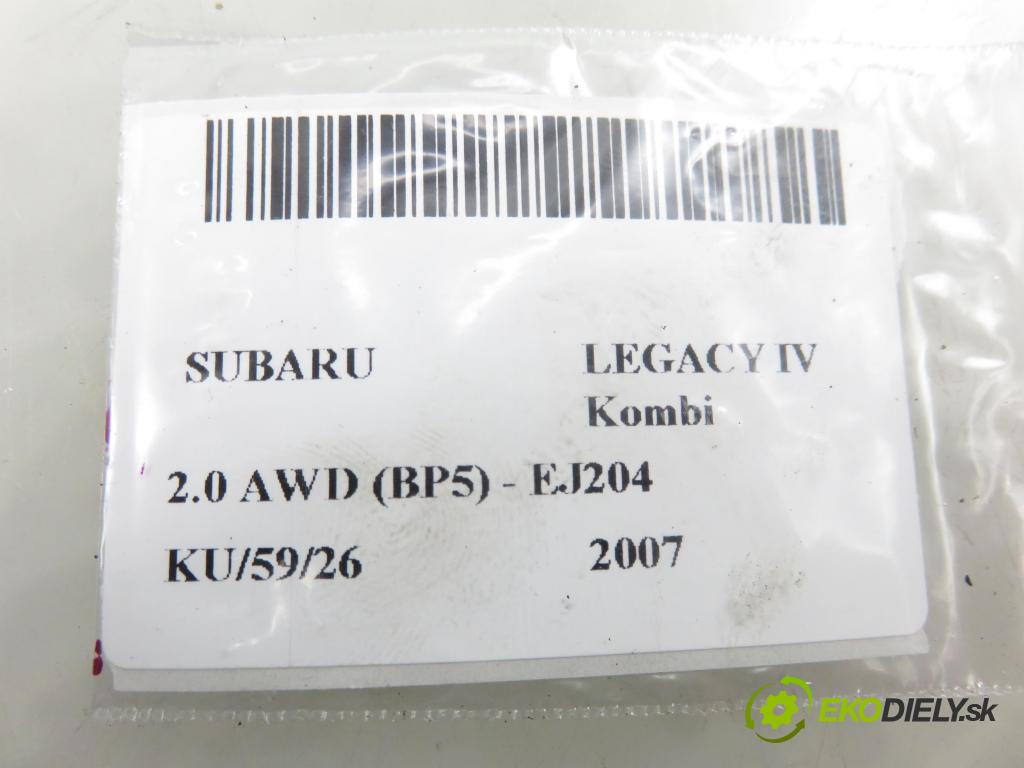 SUBARU LEGACY IV
Kombi
2.0 AWD (BP5) - EJ204
KU/59/26 2007
EKODIELY.sk